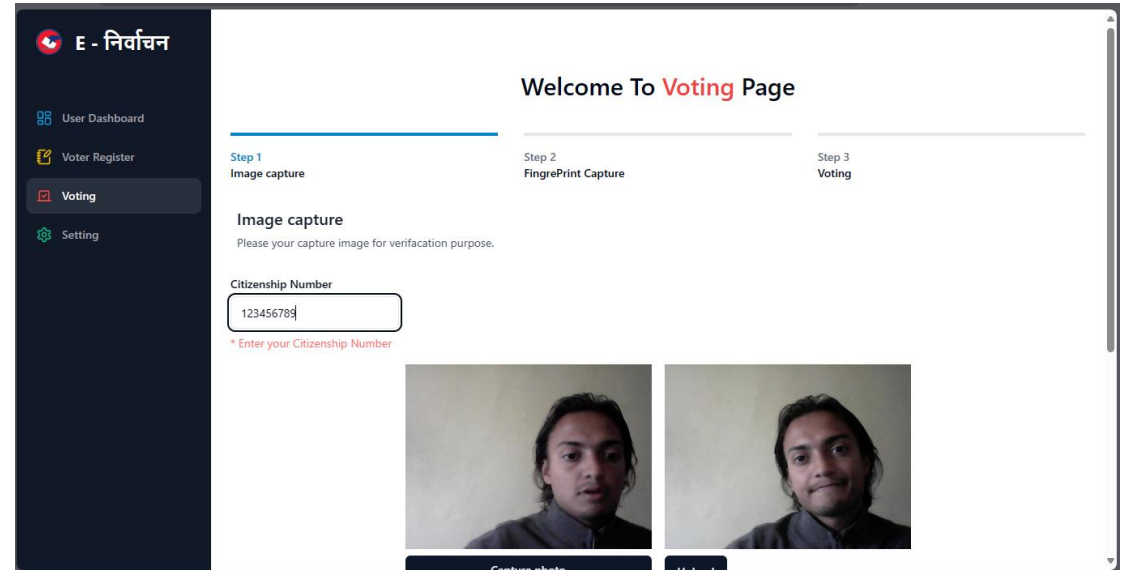 E - निर्वाचन
User Dashboard
Voter Register
Voting
Setting
Welcome To Voting Page
Step 1
Image capture
Step 2
FingrePrint Capture
Step 3
Voting
Image capture
Please your capture image for verifacation purpose.
Citizenship Number
123456789
* Enter your Citizenship Number
Capture photo